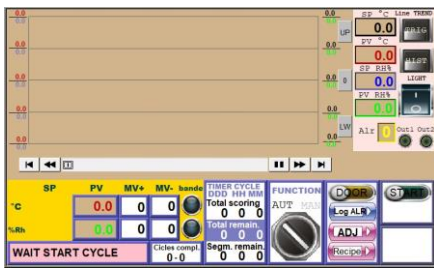 0.0 0.0 SP °C Line TREND
0.0 0.0 UP 0.0 TRIG
PV °C
0.0 0.0 0.0 HIST
SP RH%
0 0.0 LIGHT
PV RH%
0.0 0.0 0.0 I O
0.0 0.0 LW Alr 0 Out1 Out2
SP PV MV+ MV- bande
°C 0.0 0 0
%Rh 0.0 0 0
WAIT START CYCLE
Cicles compl.
0-0
TIMER CYCLE
DDD HH MM
Total scoring
0 0 0
Total remain.
0 0 0
Segm. remain.
0 0 0
FUNCTION
AUT MAN
DOOR
Log ALR
ADJ
Recipe
START